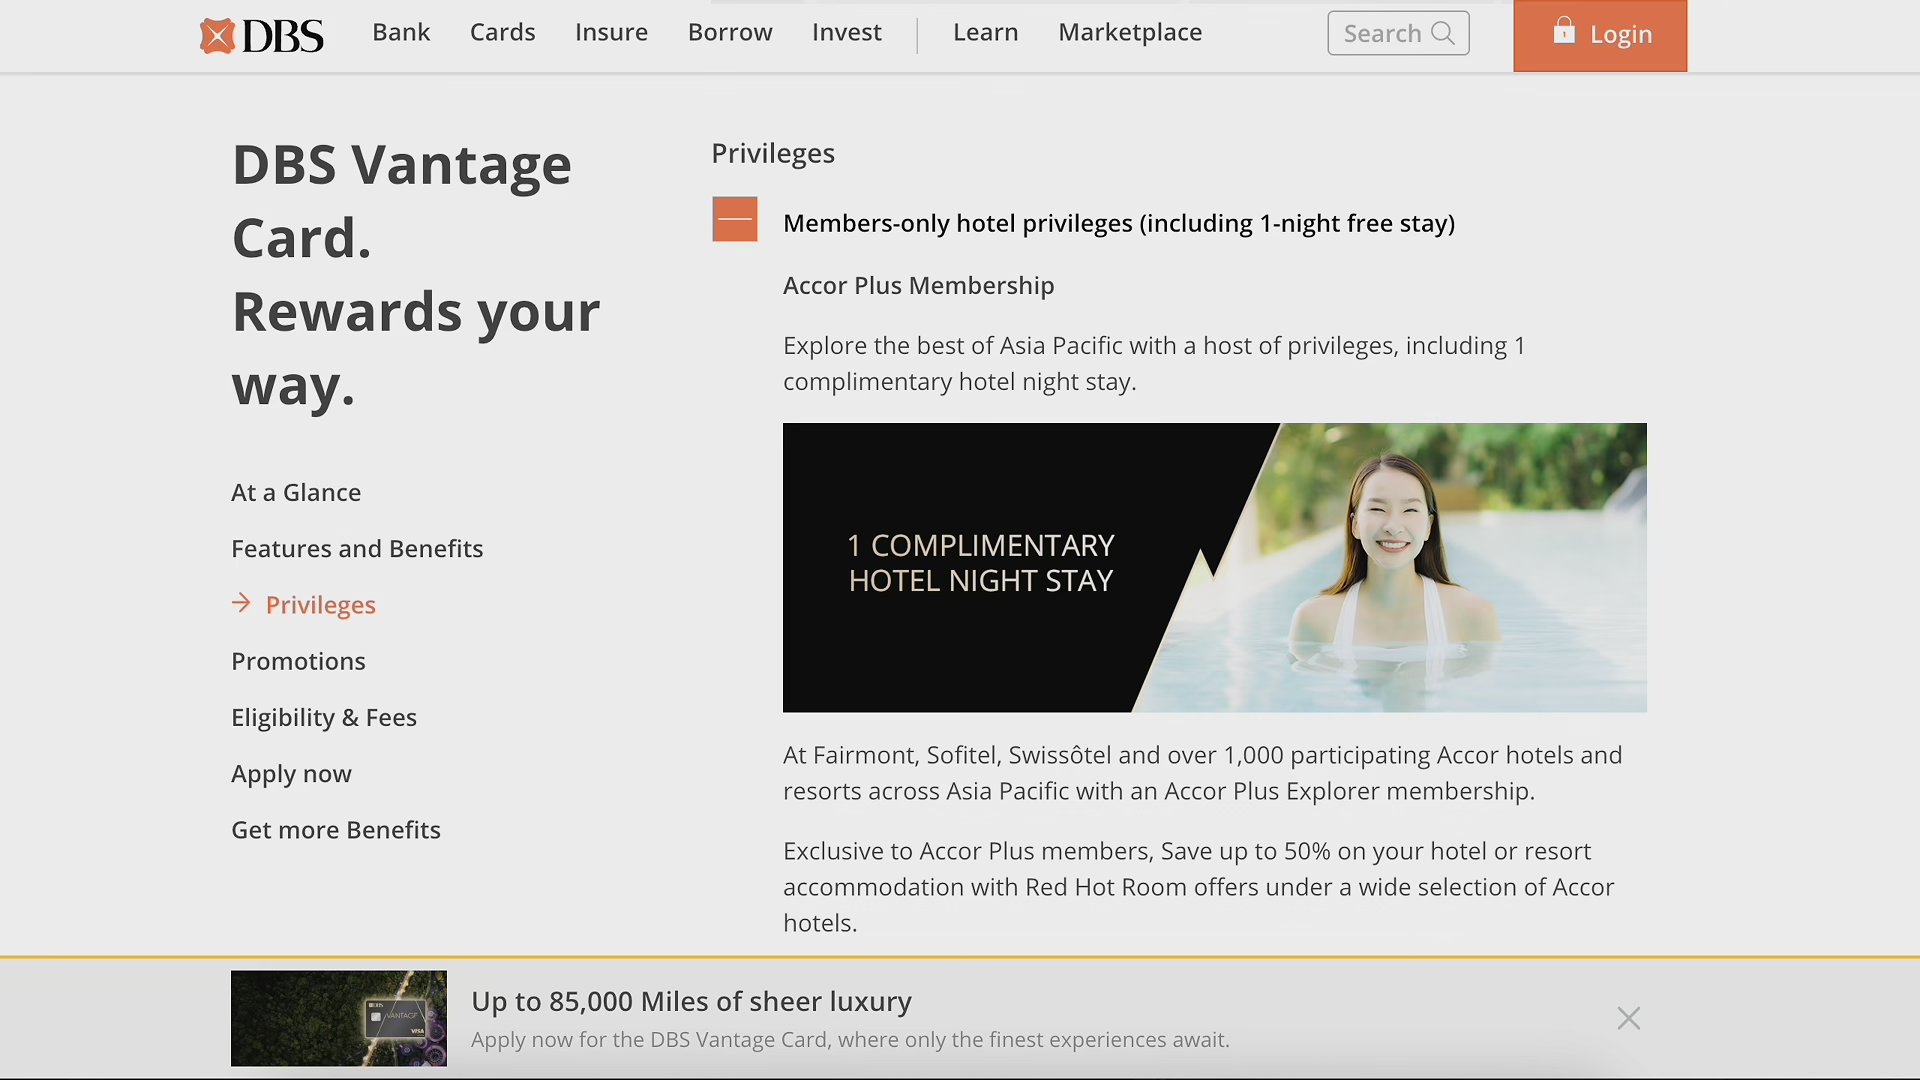 DBS
Bank
Cards
Insure
Borrow
Invest
Learn
Marketplace
Search
Login
DBS Vantage
Card.
Rewards your
way.
At a Glance
Features and Benefits
Privileges
Promotions
Eligibility & Fees
Apply now
Get more Benefits
Privileges
Members-only hotel privileges (including 1-night free stay)
Accor Plus Membership
Explore the best of Asia Pacific with a host of privileges, including 1
complimentary hotel night stay.
1 COMPLIMENTARY
HOTEL NIGHT STAY
At Fairmont, Sofitel, Swissôtel and over 1,000 participating Accor hotels and
resorts across Asia Pacific with an Accor Plus Explorer membership.
Exclusive to Accor Plus members, Save up to 50% on your hotel or resort
accommodation with Red Hot Room offers under a wide selection of Accor
hotels.
DBS
VANTAGE
VISA
Up to 85,000 Miles of sheer luxury
Apply now for the DBS Vantage Card, where only the finest experiences await.